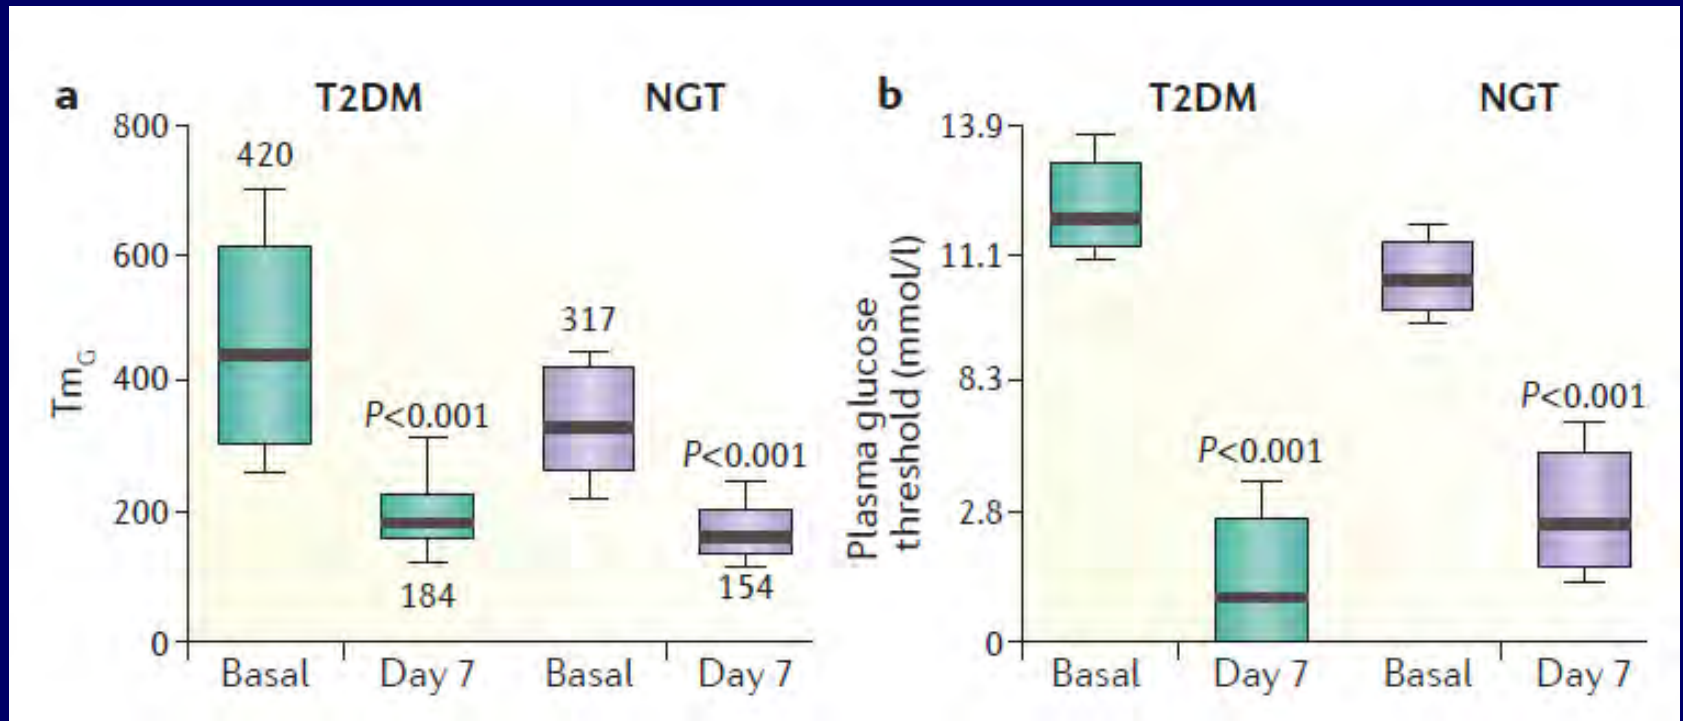 a
T2DM
NGT
800
600
400
200
0
Tm_G
420
P<0.001
184
317
P<0.001
154
Basal
Day 7
Basal
Day 7
b
T2DM
NGT
13.9
11.1
8.3
2.8
0
Plasma glucose
threshold (mmol/l)
P<0.001
P<0.001
Basal
Day 7
Basal
Day 7